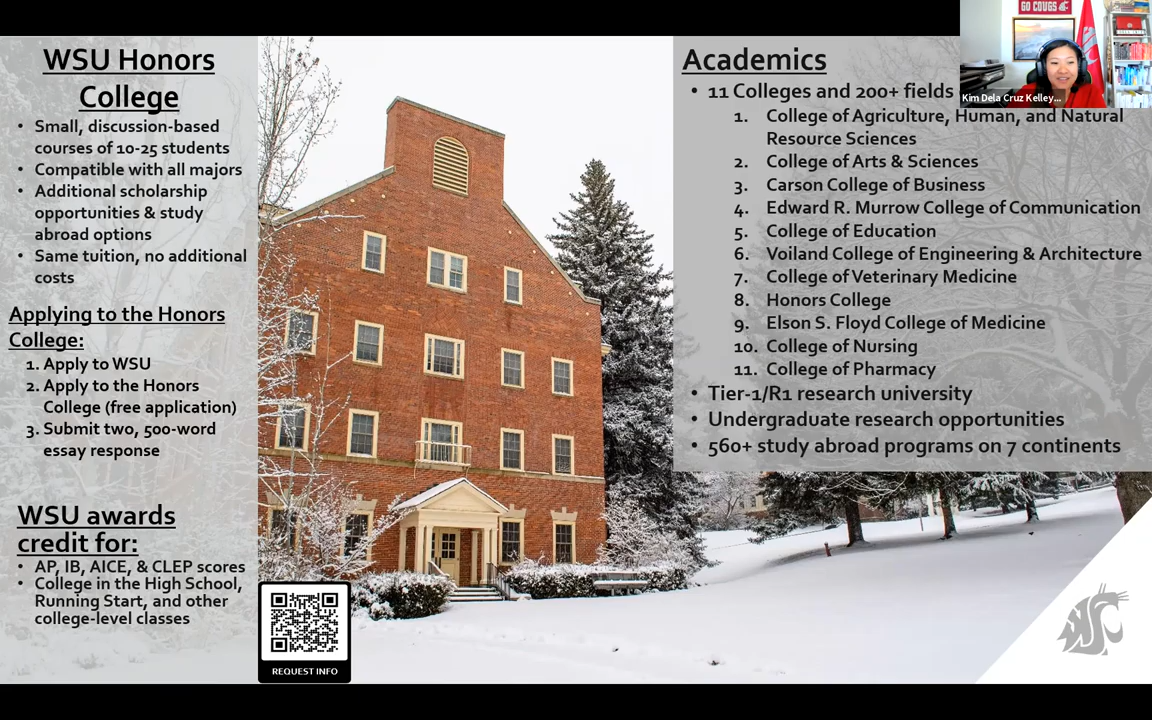 WSU Honors
College
• Small, discussion-based
courses of 10-25 students
• Compatible with all majors
• Additional scholarship
opportunities & study
abroad options
• Same tuition, no additional
costs
Applying to the Honors
College:
1. Apply to WSU
2. Apply to the Honors
College (free application)
3. Submit two, 500-word
essay response
WSU awards
credit for:
• AP, IB, AICE, & CLEP scores
• College in the High School,
Running Start, and other
college-level classes
REQUEST INFO
Academics
• 11 Colleges and 200+ fields
1. College of Agriculture, Human, and Natural
Resource Sciences
2. College of Arts & Sciences
3. Carson College of Business
4. Edward R. Murrow College of Communication
5. College of Education
6. Voiland College of Engineering & Architecture
7. College of Veterinary Medicine
8. Honors College
9. Elson S. Floyd College of Medicine
10. College of Nursing
11. College of Pharmacy
• Tier-1/R1 research university
• Undergraduate research opportunities
• 560+ study abroad programs on 7 continents
GO COUGS
Kim Dela Cruz Kelley...